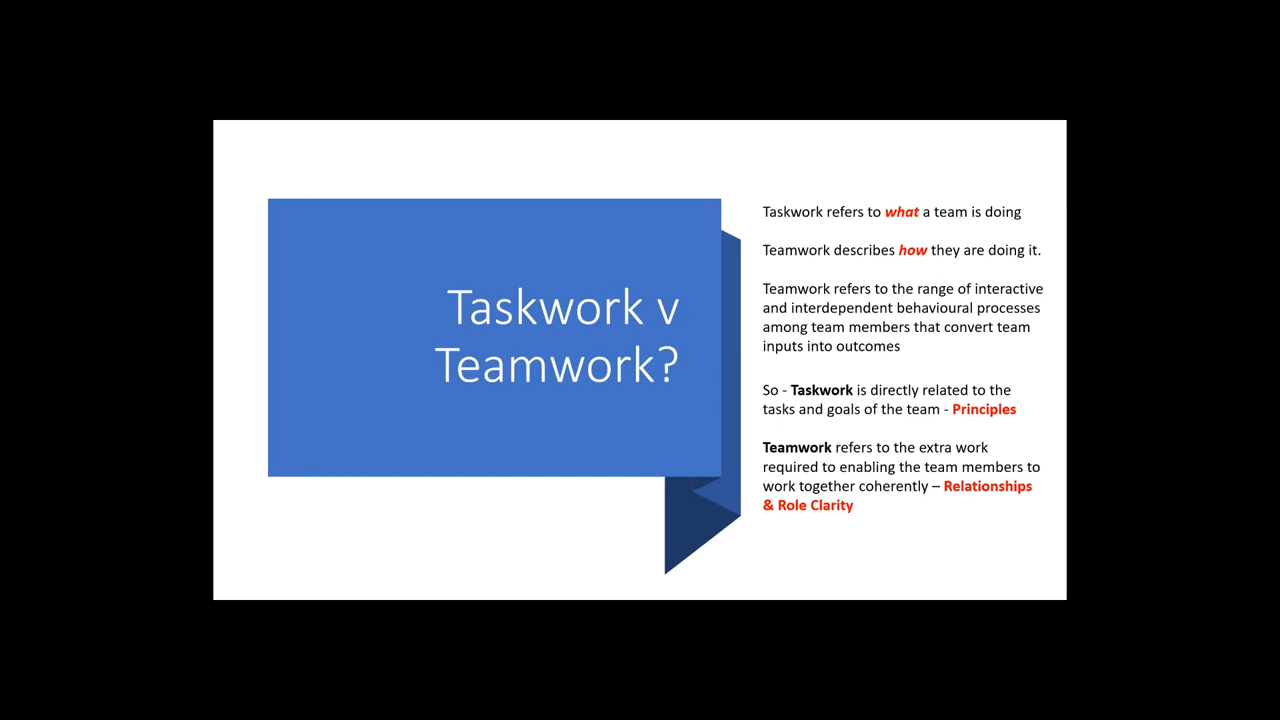 Taskwork v
Teamwork?
Taskwork refers to what a team is doing
Teamwork describes how they are doing it.
Teamwork refers to the range of interactive
and interdependent behavioural processes
among team members that convert team
inputs into outcomes
So - Taskwork is directly related to the
tasks and goals of the team - Principles
Teamwork refers to the extra work
required to enabling the team members to
work together coherently – Relationships
& Role Clarity